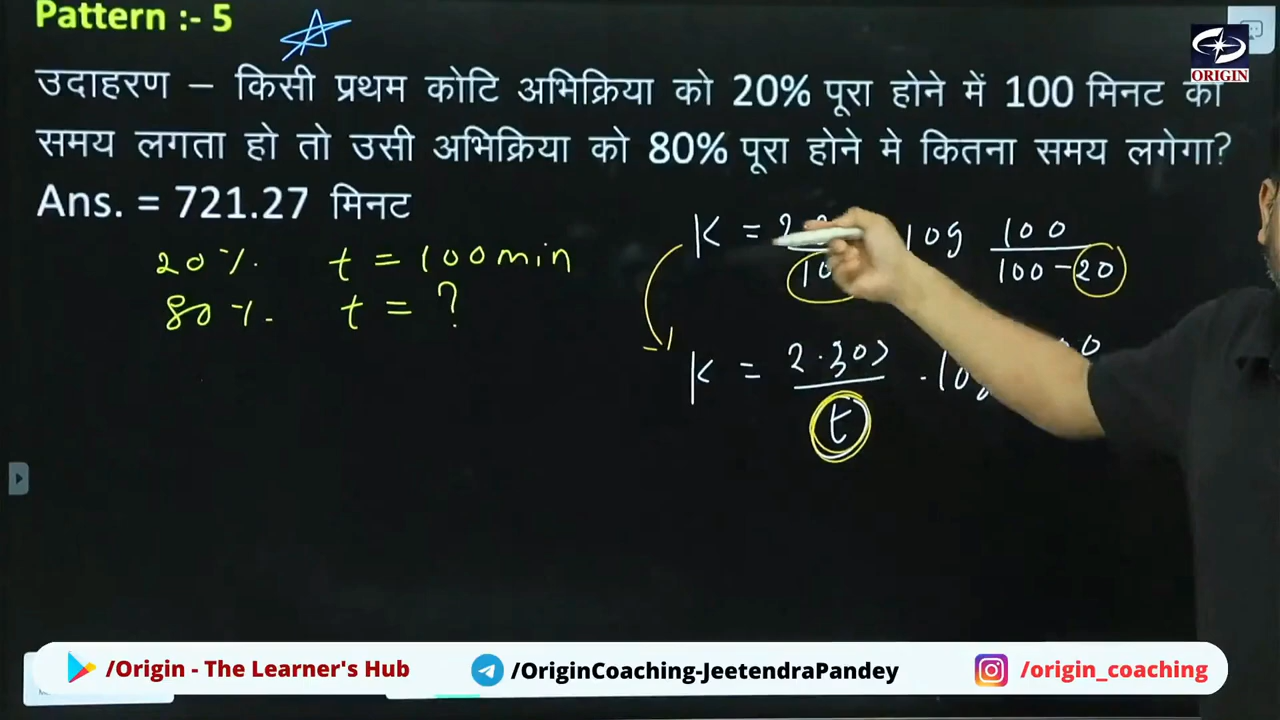 Pattern :- 5
ORIGIN
उदाहरण – किसी प्रथम कोटि अभिक्रिया को 20% पूरा होने में 100 मिनट का
समय लगता हो तो उसी अभिक्रिया को 80% पूरा होने मे कितना समय लगेगा?
Ans. = 721.27 मिनट
20 %. t = 100min
80 %. t = ?
K = log 100
100 - 20
K = 2.303
t
/Origin - The Learner's Hub
/OriginCoaching-JeetendraPandey
/origin_coaching